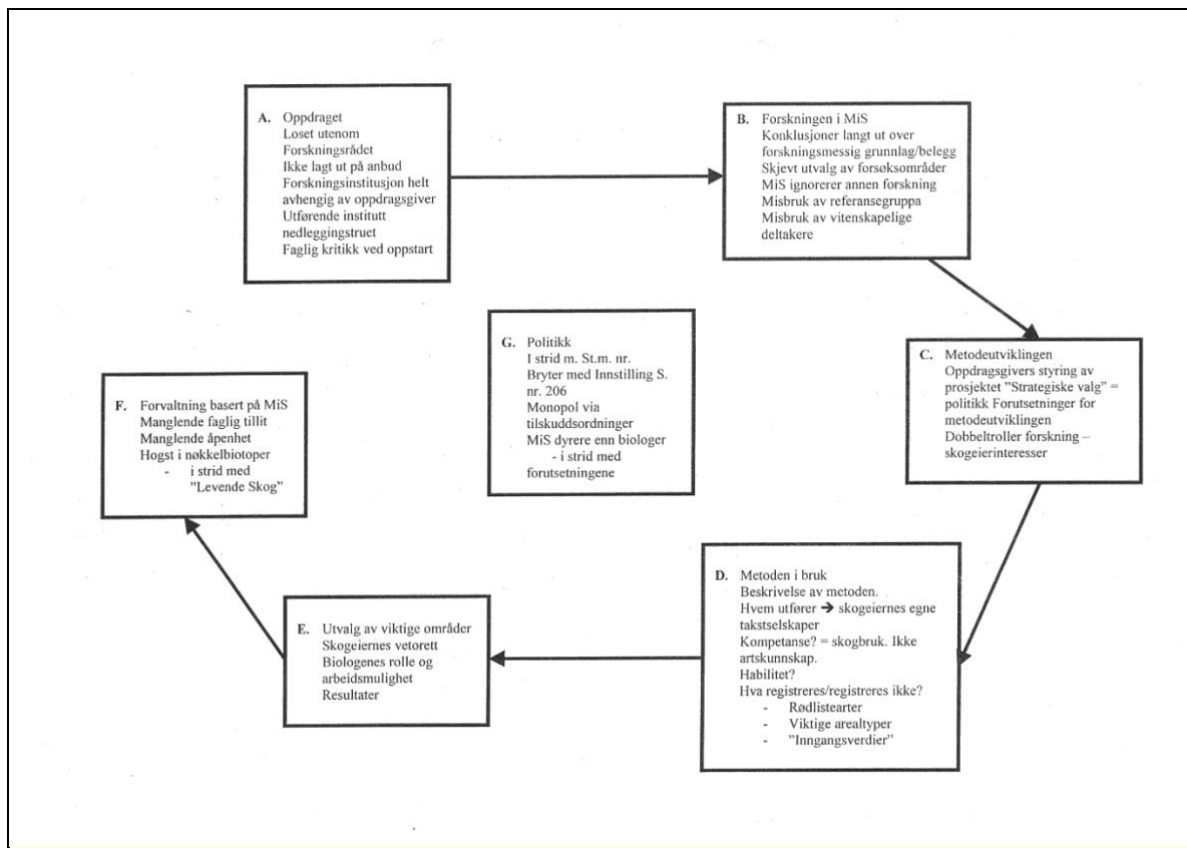 A. Oppdraget
Loset utenom
Forskningsrådet
Ikke lagt ut på anbud
Forskningsinstitusjon helt
avhengig av oppdragsgiver
Utførende institutt
nedleggingstruet
Faglig kritikk ved oppstart
B. Forskningen i MiS
Konklusjoner langt ut over
forskningsmessig grunnlag/belegg
Skjevt utvalg av forsøksområder
MiS ignorerer annen forskning
Misbruk av referansegruppa
Misbruk av vitenskapelige
deltakere
C. Metodeutviklingen
Oppdragsgivers styring av
prosjektet "Strategiske valg" =
politikk Forutsetninger for
metodeutviklingen
Dobbeltroller forskning –
skogeierinteresser
D. Metoden i bruk
Beskrivelse av metoden.
Hvem utfører ➔ skogeiernes egne
takstselskaper
Kompetanse? = skogbruk. Ikke
artskunnskap.
Habilitet?
Hva registreres/registreres ikke?
- Rødlistearter
- Viktige arealtyper
- "Inngangsverdier"
E. Utvalg av viktige områder
Skogeiernes vetorett
Biologenes rolle og
arbeidsmulighet
Resultater
F. Forvaltning basert på MiS
Manglende faglig tillit
Manglende åpenhet
Hogst i nøkkelbiotoper
- i strid med
"Levende Skog"
G. Politikk
I strid m. St.m. nr.
Bryter med Innstilling S.
nr. 206
Monopol via
tilskuddsordninger
MiS dyrere enn biologer
- i strid med
forutsetningene